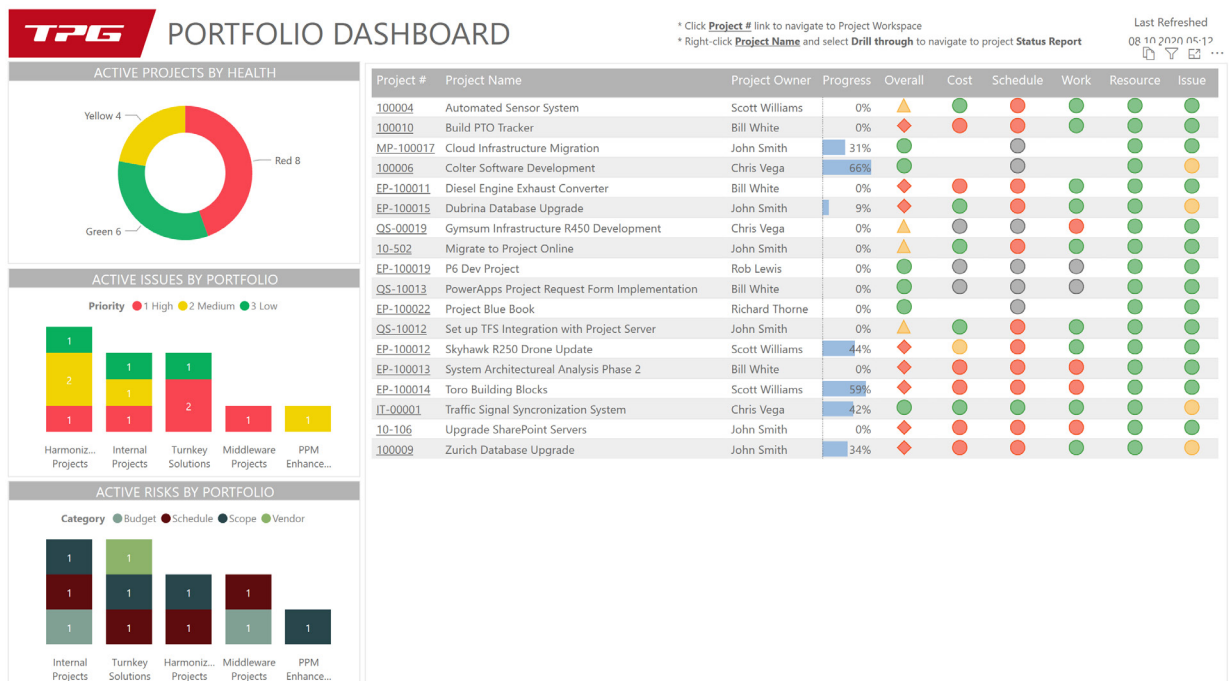 TPG
PORTFOLIO DASHBOARD
* Click Project # link to navigate to Project Workspace
* Right-click Project Name and select Drill through to navigate to project Status Report
Last Refreshed
08.10.2020 05:12
ACTIVE PROJECTS BY HEALTH
Yellow 4
Red 8
Green 6
ACTIVE ISSUES BY PORTFOLIO
Priority 1 High 2 Medium 3 Low
1
1 1
2 1
2
1 1 1 1
Harmoniz... Projects Internal Projects Turnkey Solutions Middleware Projects PPM Enhance...
ACTIVE RISKS BY PORTFOLIO
Category Budget Schedule Scope Vendor
1 1
1 1 1 1
1 1 1 1 1
Internal Projects Turnkey Solutions Harmoniz... Projects Middleware Projects PPM Enhance...
Project # Project Name Project Owner Progress Overall Cost Schedule Work Resource Issue
100004 Automated Sensor System Scott Williams 0%
100010 Build PTO Tracker Bill White 0%
MP-100017 Cloud Infrastructure Migration John Smith 31%
100006 Colter Software Development Chris Vega 66%
EP-100011 Diesel Engine Exhaust Converter Bill White 0%
EP-100015 Dubrina Database Upgrade John Smith 9%
QS-00019 Gymsum Infrastructure R450 Development Chris Vega 0%
10-502 Migrate to Project Online John Smith 0%
EP-100019 P6 Dev Project Rob Lewis 0%
QS-10013 PowerApps Project Request Form Implementation Bill White 0%
EP-100022 Project Blue Book Richard Thorne 0%
QS-10012 Set up TFS Integration with Project Server John Smith 0%
EP-100012 Skyhawk R250 Drone Update Scott Williams 44%
EP-100013 System Architectureal Analysis Phase 2 Bill White 0%
EP-100014 Toro Building Blocks Scott Williams 59%
IT-00001 Traffic Signal Syncronization System Chris Vega 42%
10-106 Upgrade SharePoint Servers John Smith 0%
100009 Zurich Database Upgrade John Smith 34%